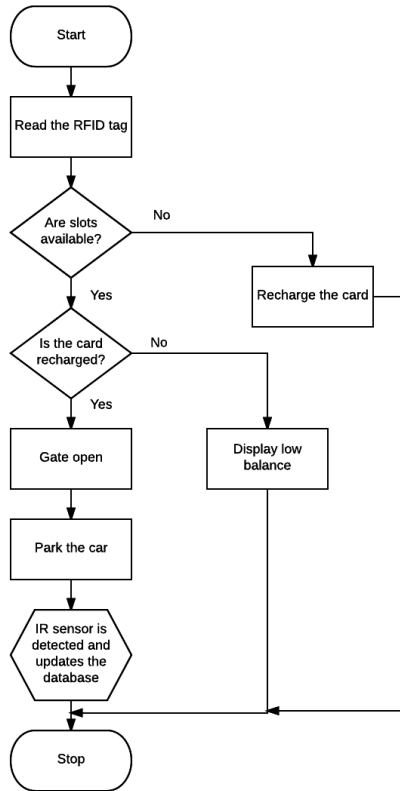 Start
Read the RFID tag
Are slots
available?
No
Yes
Recharge the card
Is the card
recharged?
No
Yes
Gate open
Display low
balance
Park the car
IR sensor is
detected and
updates the
database
Stop